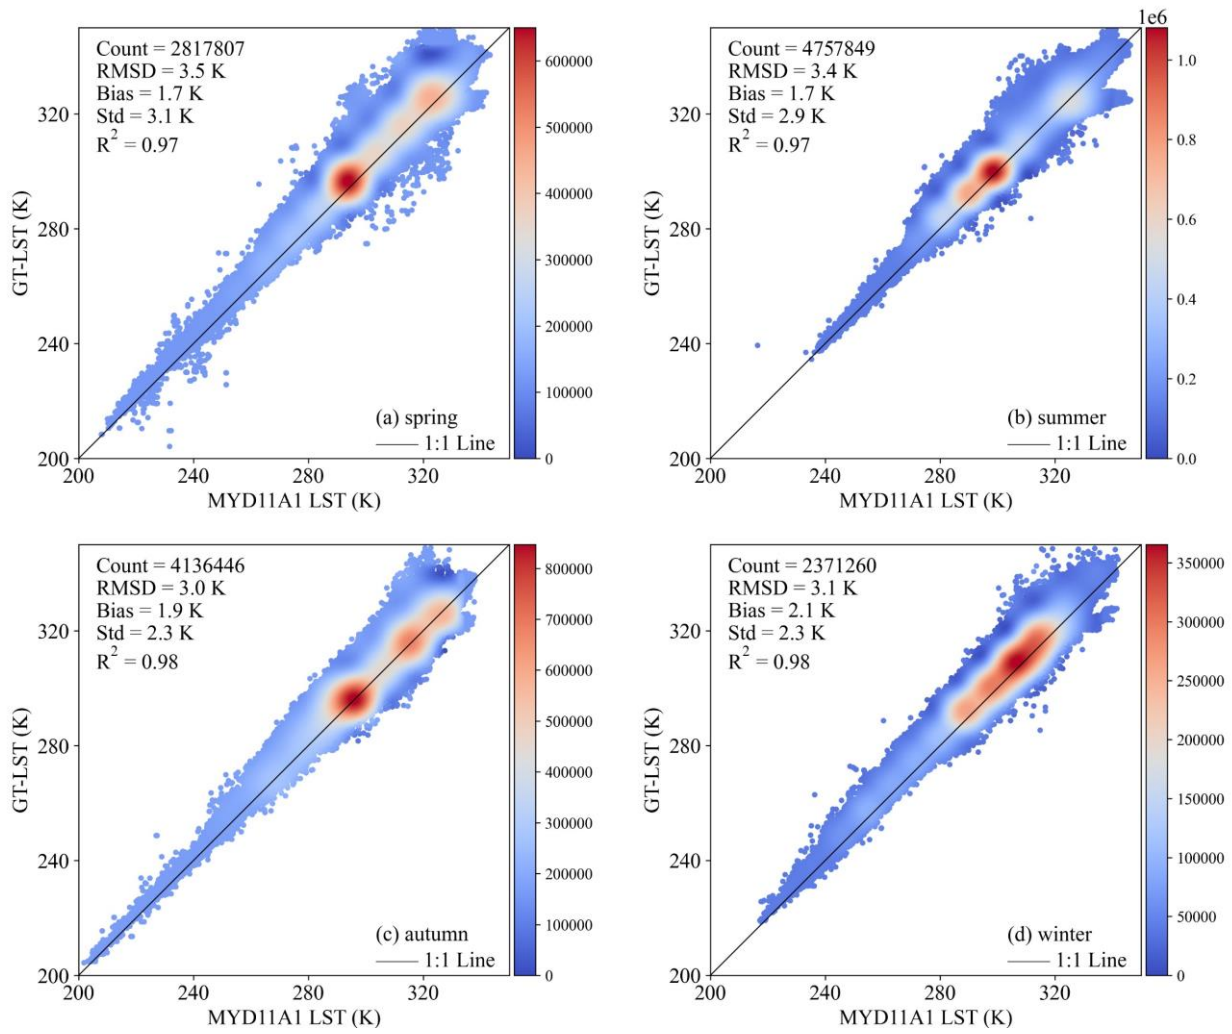 Count = 2817807
RMSD = 3.5 K
Bias = 1.7 K
Std = 3.1 K
R² = 0.97
320
280
240
200
GT-LST (K)
(a) spring
1:1 Line
200 240 280 320
MYD11A1 LST (K)
600000
500000
400000
300000
200000
100000
0
1e6
Count = 4757849
RMSD = 3.4 K
Bias = 1.7 K
Std = 2.9 K
R² = 0.97
320
280
240
200
GT-LST (K)
(b) summer
1:1 Line
200 240 280 320
MYD11A1 LST (K)
1.0
0.8
0.6
0.4
0.2
0.0
Count = 4136446
RMSD = 3.0 K
Bias = 1.9 K
Std = 2.3 K
R² = 0.98
320
280
240
200
GT-LST (K)
(c) autumn
1:1 Line
200 240 280 320
MYD11A1 LST (K)
800000
700000
600000
500000
400000
300000
200000
100000
0
Count = 2371260
RMSD = 3.1 K
Bias = 2.1 K
Std = 2.3 K
R² = 0.98
320
280
240
200
GT-LST (K)
(d) winter
1:1 Line
200 240 280 320
MYD11A1 LST (K)
350000
300000
250000
200000
150000
100000
50000
0